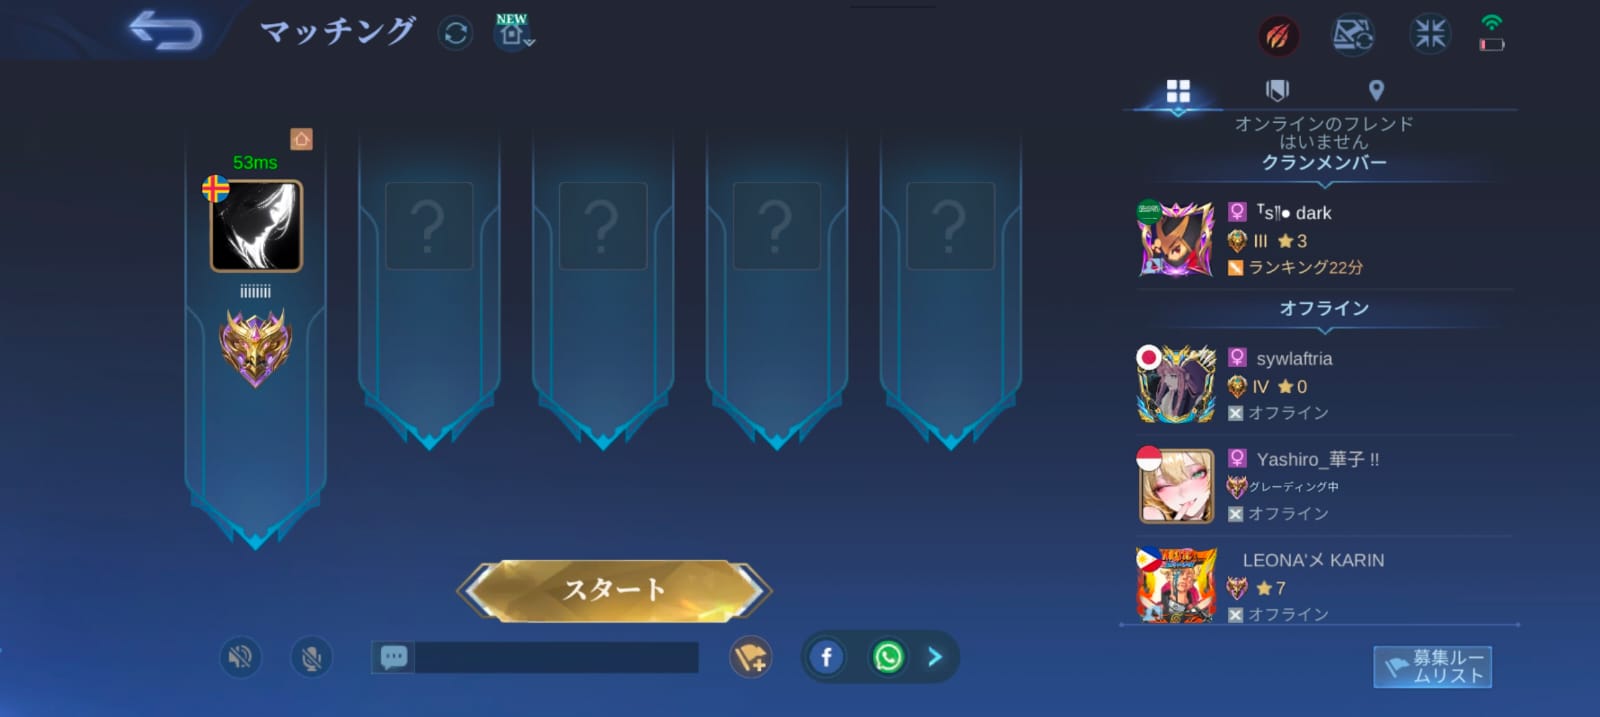 マッチング
NEW
53ms
iiiiiiiii
?
?
?
?
スタート
f
オンラインのフレンド
はいません
クランメンバー
dark
III ★3
ランキング22分
オフライン
sywlaftria
IV ★0
オフライン
Yashiro_華子 !!
グレーディング中
オフライン
LEONA'メ KARIN
★7
オフライン
募集ルー
ムリスト